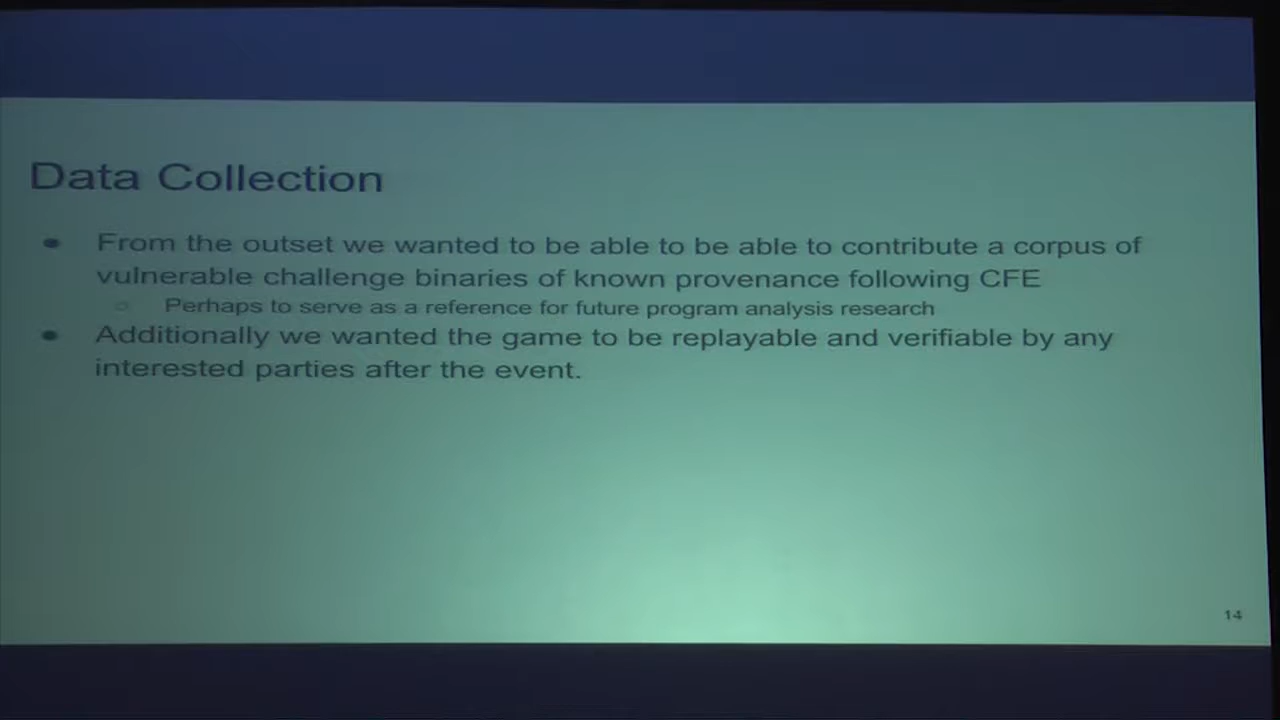 Data Collection
● From the outset we wanted to be able to be able to contribute a corpus of
vulnerable challenge binaries of known provenance following CFE
○ Perhaps to serve as a reference for future program analysis research
● Additionally we wanted the game to be replayable and verifiable by any
interested parties after the event.
14